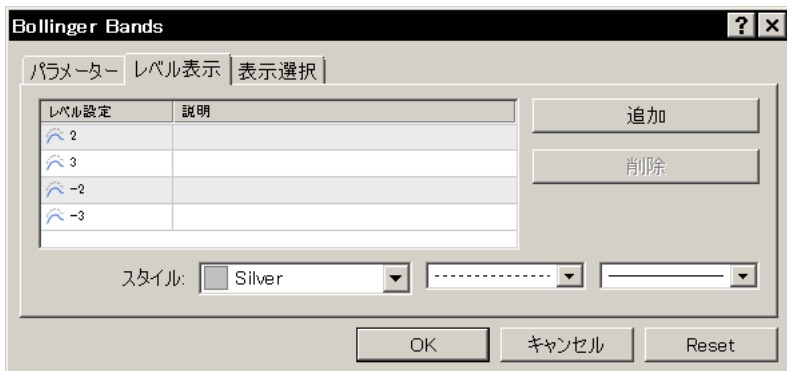 Bollinger Bands
パラメーター レベル表示 表示選択
レベル設定 説明
2
3
-2
-3
追加
削除
スタイル: Silver
OK キャンセル Reset